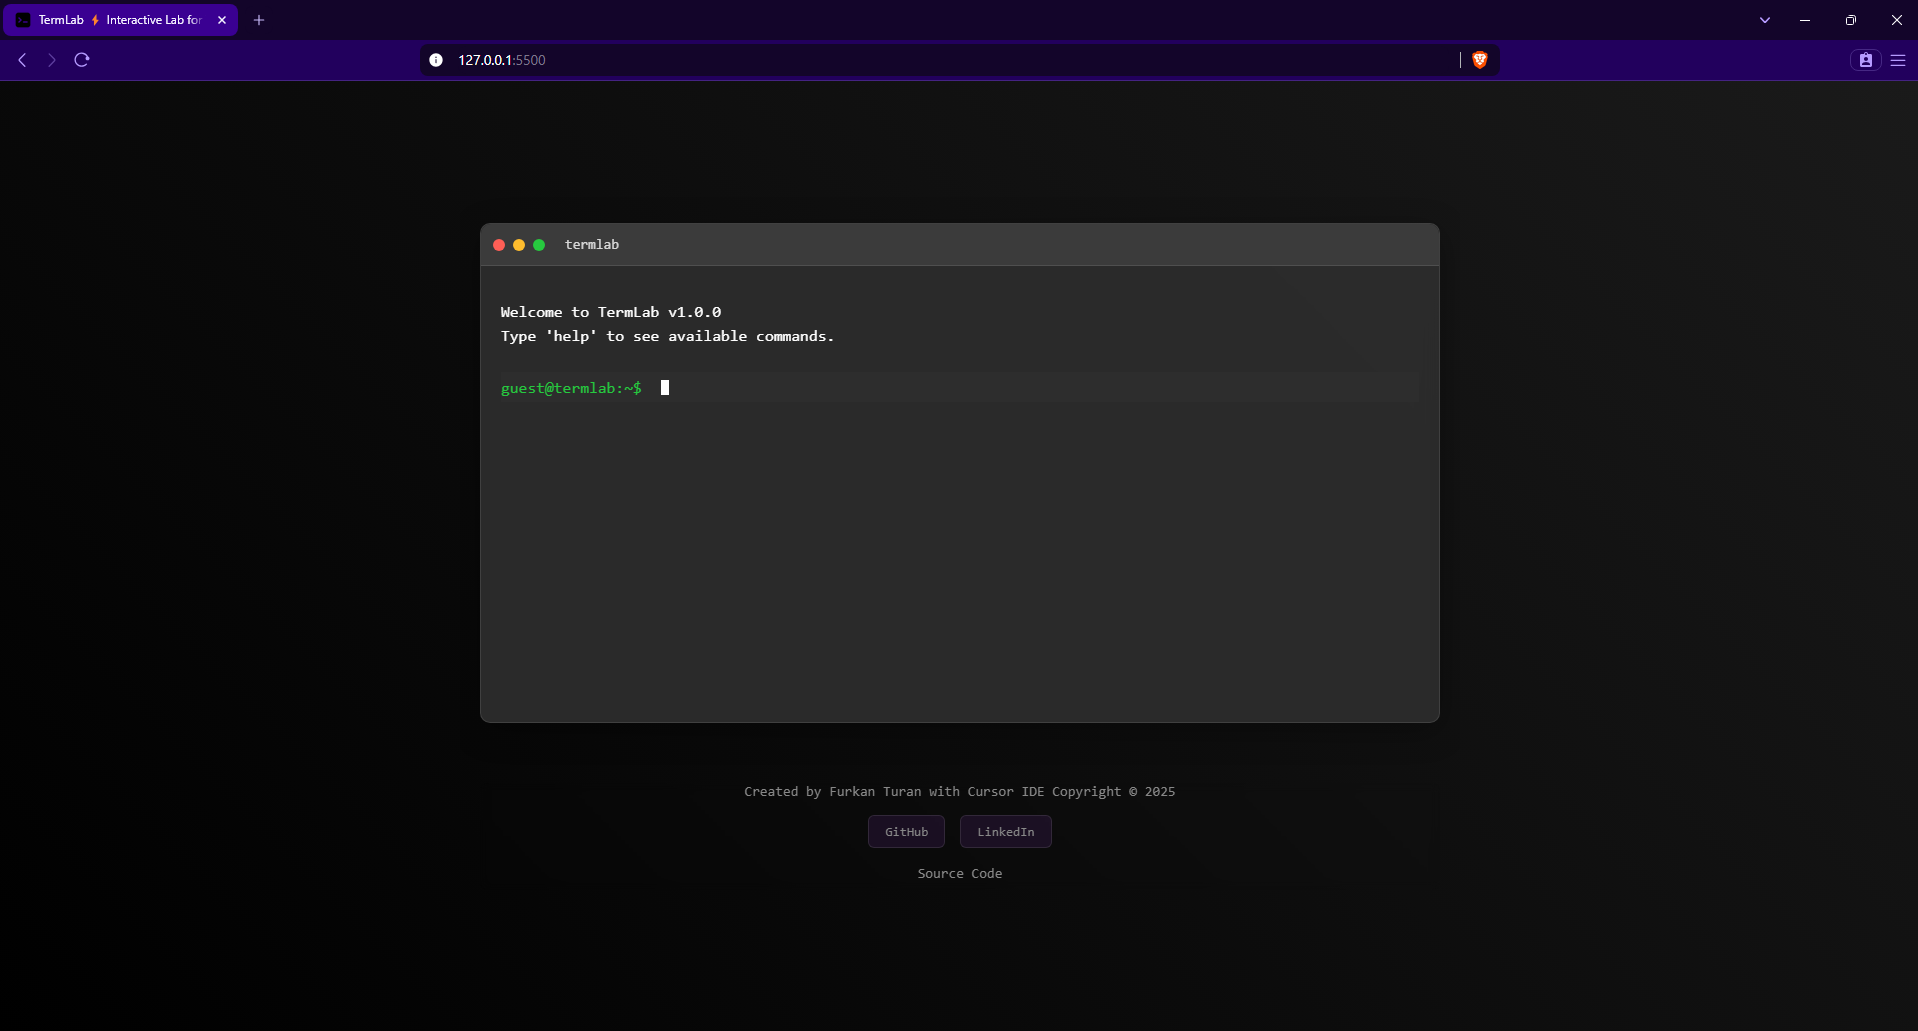 TermLab ⚡ Interactive Lab for
127.0.0.1:5500
termlab
Welcome to TermLab v1.0.0
Type 'help' to see available commands.
guest@termlab:~$
Created by Furkan Turan with Cursor IDE Copyright © 2025
GitHub LinkedIn
Source Code